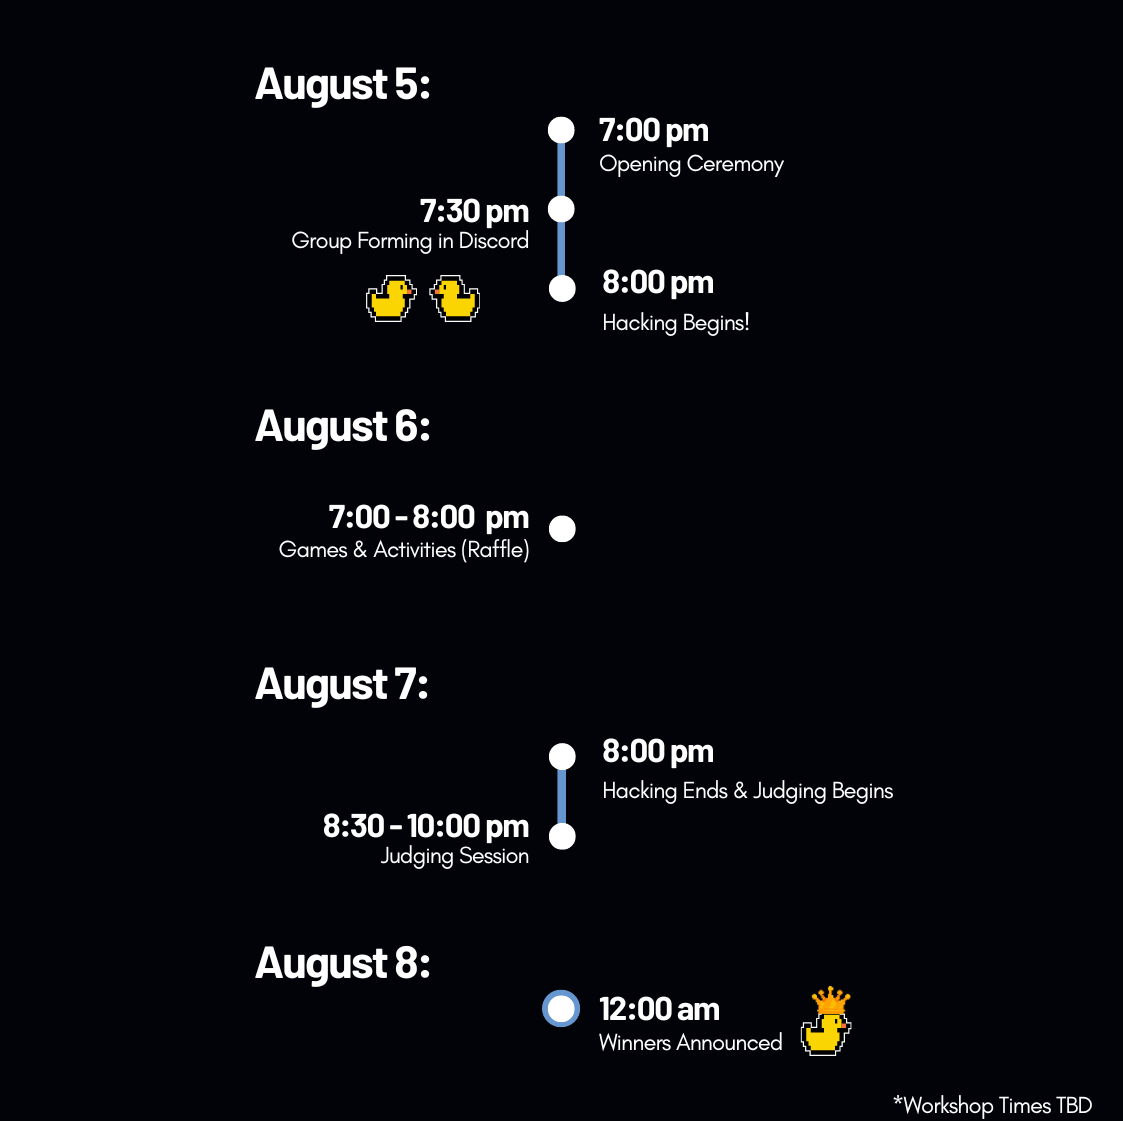 August 5:
7:00 pm
Opening Ceremony
7:30 pm
Group Forming in Discord
8:00 pm
Hacking Begins!
August 6:
7:00 - 8:00 pm
Games & Activities (Raffle)
August 7:
8:00 pm
Hacking Ends & Judging Begins
8:30 - 10:00 pm
Judging Session
August 8:
12:00 am
Winners Announced
*Workshop Times TBD